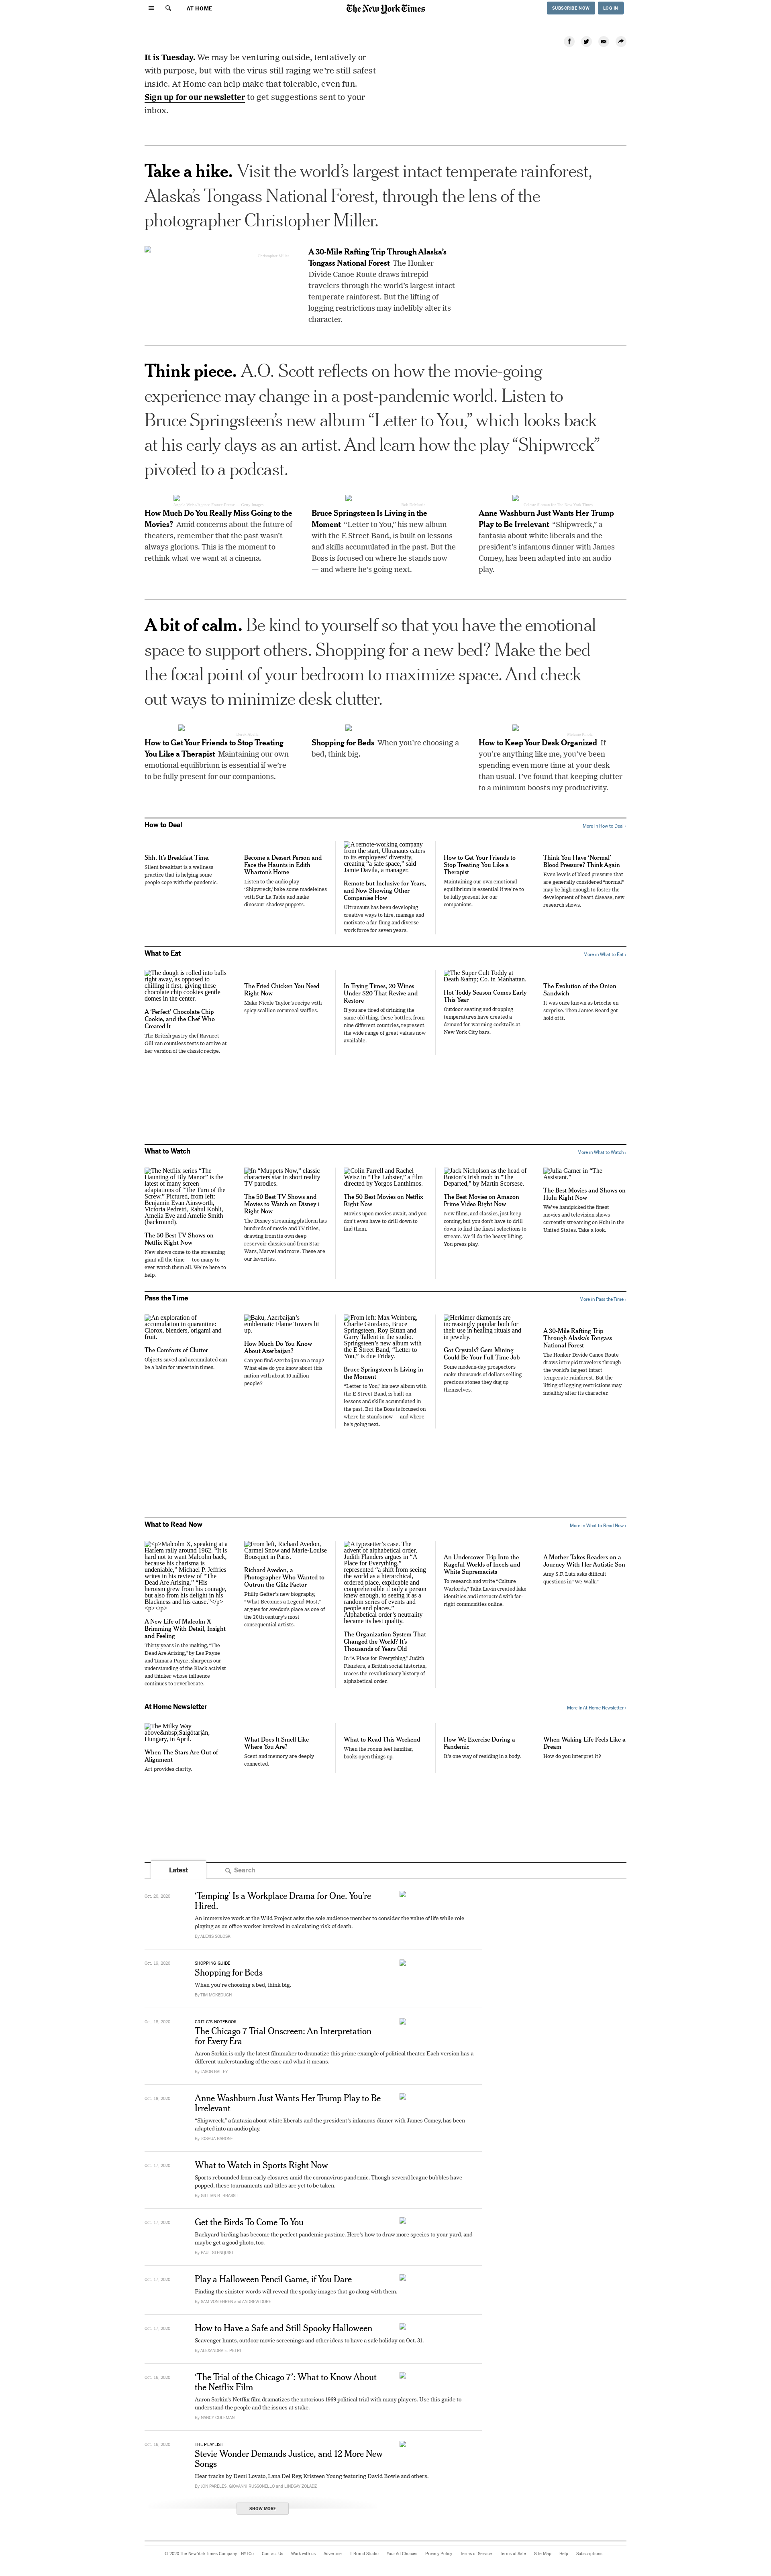 AT HOME
The New York Times
SUBSCRIBE NOW
LOG IN
It is Tuesday. We may be venturing outside, tentatively or
with purpose, but with the virus still raging we’re still safest
inside. At Home can help make that tolerable, even fun.
Sign up for our newsletter to get suggestions sent to your
inbox.
Take a hike. Visit the world’s largest intact temperate rainforest,
Alaska’s Tongass National Forest, through the lens of the
photographer Christopher Miller.
A 30-Mile Rafting Trip Through Alaska’s
Tongass National Forest The Honker
Divide Canoe Route draws intrepid
travelers through the world’s largest intact
temperate rainforest. But the lifting of
logging restrictions may indelibly alter its
character.
Think piece. A.O. Scott reflects on how the movie-going
experience may change in a post-pandemic world. Listen to
Bruce Springsteen’s new album “Letter to You,” which looks back
at his early days as an artist. And learn how the play “Shipwreck”
pivoted to a podcast.
How Much Do You Really Miss Going to the
Movies? Amid concerns about the future of
theaters, remember that the past wasn’t
always glorious. This is the moment to
rethink what we want out a cinema.
Bruce Springsteen Is Living in the
Moment “Letter to You,” his new album
with the E Street Band, is built on lessons
and skills accumulated in the past. But the
Boss is focused on where he stands now
— and where he’s going next.
Anne Washburn Just Wants Her Trump
Play to Be Irrelevant “Shipwreck,” a
fantasia about white liberals and the
president’s infamous dinner with James
Comey, has been adapted into an audio
play.
A bit of calm. Be kind to yourself so that you have the emotional
space to support others. Shopping for a new bed? Make the bed
the focal point of your bedroom to maximize space. And check
out ways to minimize desk clutter.
How to Get Your Friends to Stop Treating
You Like a Therapist Maintaining our own
emotional equilibrium is essential if we’re
to be fully present for our companions.
Shopping for Beds When you’re choosing a
bed, think big.
How to Keep Your Desk Organized If
you’re anything like me, you’ve been
spending even more time at your desk
than usual. I’ve found that keeping clutter
to a minimum boosts my productivity.
How to Deal
More in How to Deal ›
Shh. It’s Breakfast Time.
Silent breakfast is a wellness
practice that is helping some
people cope with the pandemic.
Become a Dessert Person and
Face the Haunts in Edith
Wharton’s Home
Listen to the audio play
‘Shipwreck,’ bake some madeleines
with Sur La Table and make
dinosaur-shadow puppets.
A remote-working company
from the start, Ultranauts caters
to its employees’ diversity,
creating “a safe space,” said
Jamie Davila, a manager.
Remote but Inclusive for Years,
and Now Showing Other
Companies How
Ultranauts has been developing
creative ways to hire, manage and
motivate a far-flung and diverse
work force for seven years.
How to Get Your Friends to
Stop Treating You Like a
Therapist
Maintaining our own emotional
equilibrium is essential if we’re to
be fully present for our
companions.
Think You Have ‘Normal’
Blood Pressure? Think Again
Even levels of blood pressure that
are generally considered “normal”
may be high enough to foster the
development of heart disease, new
research shows.
What to Eat
More in What to Eat ›
The dough is rolled into balls
right away, as opposed to
chilling it first, giving these
chocolate chip cookies gentle
domes in the center.
A ‘Perfect’ Chocolate Chip
Cookie, and the Chef Who
Created It
The British pastry chef Ravneet
Gill ran countless tests to arrive at
her version of the classic recipe.
The Fried Chicken You Need
Right Now
Make Nicole Taylor’s recipe with
spicy scallion cornmeal waffles.
In Trying Times, 20 Wines
Under $20 That Revive and
Restore
If you are tired of drinking the
same old thing, these bottles, from
nine different countries, represent
the wide range of great values now
available.
The Super Cult Toddy at
Death &amp; Co. in Manhattan.
Hot Toddy Season Comes Early
This Year
Outdoor seating and dropping
temperatures have created a
demand for warming cocktails at
New York City bars.
The Evolution of the Onion
Sandwich
It was once known as brioche en
surprise. Then James Beard got
hold of it.
What to Watch
More in What to Watch ›
The Netflix series “The
Haunting of Bly Manor” is the
latest of many screen
adaptations of “The Turn of the
Screw.” Pictured, from left:
Benjamin Evan Ainsworth,
Victoria Pedretti, Rahul Kohli,
Amelia Eve and Amelie Smith
(backround).
The 50 Best TV Shows on
Netflix Right Now
New shows come to the streaming
giant all the time — too many to
ever watch them all. We’re here to
help.
In “Muppets Now,” classic
characters star in short reality
TV parodies.
The 50 Best TV Shows and
Movies to Watch on Disney+
Right Now
The Disney streaming platform has
hundreds of movie and TV titles,
drawing from its own deep
reservoir classics and from Star
Wars, Marvel and more. These are
our favorites.
Colin Farrell and Rachel
Weisz in “The Lobster,” a film
directed by Yorgos Lanthimos.
The 50 Best Movies on Netflix
Right Now
Movies upon movies await, and you
don’t even have to drill down to
find them.
Jack Nicholson as the head of
Boston’s Irish mob in “The
Departed,” by Martin Scorsese.
The Best Movies on Amazon
Prime Video Right Now
New films, and classics, just keep
coming, but you don’t have to drill
down to find the finest selections to
stream. We’ll do the heavy lifting.
You press play.
Julia Garner in “The
Assistant.”
The Best Movies and Shows on
Hulu Right Now
We’ve handpicked the finest
movies and television shows
currently streaming on Hulu in the
United States. Take a look.
Pass the Time
More in Pass the Time ›
An exploration of
accumulation in quarantine:
Clorox, blenders, origami and
fruit.
The Comforts of Clutter
Objects saved and accumulated can
be a balm for uncertain times.
Baku, Azerbaijan’s
emblematic Flame Towers lit
up.
How Much Do You Know
About Azerbaijan?
Can you find Azerbaijan on a map?
What else do you know about this
nation with about 10 million
people?
From left: Max Weinberg,
Charlie Giordano, Bruce
Springsteen, Roy Bittan and
Garry Tallent in the studio.
Springsteen’s new album with
the E Street Band, “Letter to
You,” is due Friday.
Bruce Springsteen Is Living in
the Moment
“Letter to You,” his new album with
the E Street Band, is built on
lessons and skills accumulated in
the past. But the Boss is focused on
where he stands now — and where
he’s going next.
Herkimer diamonds are
increasingly popular both for
their use in healing rituals and
in jewelry.
Got Crystals? Gem Mining
Could Be Your Full-Time Job
Some modern-day prospectors
make thousands of dollars selling
precious stones they dug up
themselves.
A 30-Mile Rafting Trip
Through Alaska’s Tongass
National Forest
The Honker Divide Canoe Route
draws intrepid travelers through
the world’s largest intact
temperate rainforest. But the
lifting of logging restrictions may
indelibly alter its character.
What to Read Now
More in What to Read Now ›
<p>Malcolm X, speaking at a
Harlem rally around 1962. “It is
hard not to want Malcolm back,
because his charisma is
undeniable,” Michael P. Jeffries
writes in his review of “The
Dead Are Arising,” “His
heroism grew from his courage,
but also from his delight in his
Blackness and his cause.”</p>
<p></p>
A New Life of Malcolm X
Brimming With Detail, Insight
and Feeling
Thirty years in the making, “The
Dead Are Arising,” by Les Payne
and Tamara Payne, sharpens our
understanding of the Black activist
and thinker whose influence
continues to reverberate.
From left, Richard Avedon,
Carmel Snow and Marie-Louise
Bousquet in Paris.
Richard Avedon, a
Photographer Who Wanted to
Outrun the Glitz Factor
Philip Gefter’s new biography,
“What Becomes a Legend Most,”
argues for Avedon’s place as one of
the 20th century’s most
consequential artists.
A typesetter’s case. The
advent of alphabetical order,
Judith Flanders argues in “A
Place for Everything,”
represented “a shift from seeing
the world as a hierarchical,
ordered place, explicable and
comprehensible if only a person
knew enough, to seeing it as a
random series of events and
people and places.”
Alphabetical order’s neutrality
became its best quality.
The Organization System That
Changed the World? It’s
Thousands of Years Old
In “A Place for Everything,” Judith
Flanders, a British social historian,
traces the revolutionary history of
alphabetical order.
An Undercover Trip Into the
Rageful Worlds of Incels and
White Supremacists
To research and write “Culture
Warlords,” Talia Lavin created fake
identities and interacted with far-
right communities online.
A Mother Takes Readers on a
Journey With Her Autistic Son
Amy S.F. Lutz asks difficult
questions in “We Walk.”
At Home Newsletter
More in At Home Newsletter ›
The Milky Way
above&nbsp;Salgótarján,
Hungary, in April.
When The Stars Are Out of
Alignment
Art provides clarity.
What Does It Smell Like
Where You Are?
Scent and memory are deeply
connected.
What to Read This Weekend
When the rooms feel familiar,
books open things up.
How We Exercise During a
Pandemic
It’s one way of residing in a body.
When Waking Life Feels Like a
Dream
How do you interpret it?
Latest
Search
Oct. 20, 2020
‘Temping’ Is a Workplace Drama for One. You’re
Hired.
An immersive work at the Wild Project asks the sole audience member to consider the value of life while role
playing as an office worker involved in calculating risk of death.
By ALEXIS SOLOSKI
Oct. 19, 2020
SHOPPING GUIDE
Shopping for Beds
When you’re choosing a bed, think big.
By TIM MCKEOUGH
Oct. 18, 2020
CRITIC’S NOTEBOOK
The Chicago 7 Trial Onscreen: An Interpretation
for Every Era
Aaron Sorkin is only the latest filmmaker to dramatize this prime example of political theater. Each version has a
different understanding of the case and what it means.
By JASON BAILEY
Oct. 18, 2020
Anne Washburn Just Wants Her Trump Play to Be
Irrelevant
“Shipwreck,” a fantasia about white liberals and the president’s infamous dinner with James Comey, has been
adapted into an audio play.
By JOSHUA BARONE
Oct. 17, 2020
What to Watch in Sports Right Now
Sports rebounded from early closures amid the coronavirus pandemic. Though several league bubbles have
popped, these tournaments and titles are yet to be taken.
By GILLIAN R. BRASSIL
Oct. 17, 2020
Get the Birds To Come To You
Backyard birding has become the perfect pandemic pastime. Here’s how to draw more species to your yard, and
maybe get a good photo, too.
By PAUL STENQUIST
Oct. 17, 2020
Play a Halloween Pencil Game, if You Dare
Finding the sinister words will reveal the spooky images that go along with them.
By SAM VON EHREN and ANDREW DORE
Oct. 17, 2020
How to Have a Safe and Still Spooky Halloween
Scavenger hunts, outdoor movie screenings and other ideas to have a safe holiday on Oct. 31.
By ALEXANDRA E. PETRI
Oct. 16, 2020
‘The Trial of the Chicago 7’: What to Know About
the Netflix Film
Aaron Sorkin’s Netflix film dramatizes the notorious 1969 political trial with many players. Use this guide to
understand the people and the issues at stake.
By NANCY COLEMAN
Oct. 16, 2020
THE PLAYLIST
Stevie Wonder Demands Justice, and 12 More New
Songs
Hear tracks by Demi Lovato, Lana Del Rey, Kristeen Young featuring David Bowie and others.
By JON PARELES, GIOVANNI RUSSONELLO and LINDSAY ZOLADZ
SHOW MORE
© 2020 The New York Times Company
NYTCo
Contact Us
Work with us
Advertise
T Brand Studio
Your Ad Choices
Privacy Policy
Terms of Service
Terms of Sale
Site Map
Help
Subscriptions